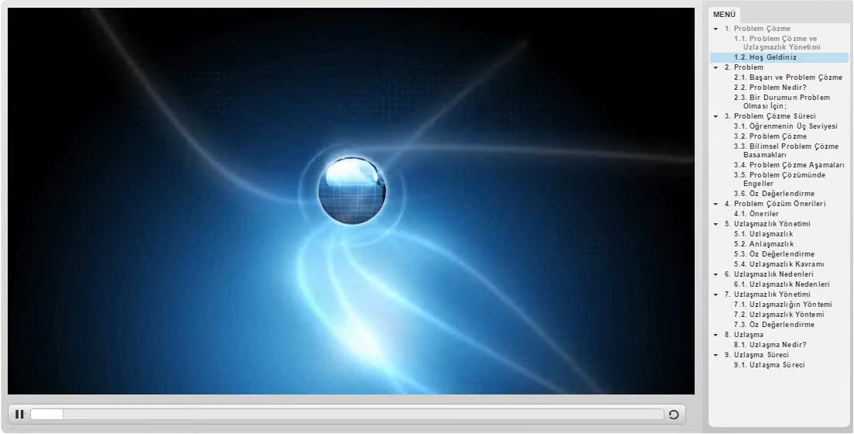 MENÜ
1. Problem Çözme
1.1. Problem Çözme ve
Uzlaşmazlık Yönetimi
1.2. Hoş Geldiniz
2. Problem
2.1. Başarı ve Problem Çözme
2.2. Problem Nedir?
2.3. Bir Durumun Problem
Olması İçin;
3. Problem Çözme Süreci
3.1. Öğrenmenin Üç Seviyesi
3.2. Problem Çözme
3.3. Bilimsel Problem Çözme
Basamakları
3.4. Problem Çözme Aşamaları
3.5. Problem Çözümünde
Engeller
3.6. Öz Değerlendirme
4. Problem Çözüm Önerileri
4.1. Öneriler
5. Uzlaşmazlık Yönetimi
5.1. Uzlaşmazlık
5.2. Anlaşmazlık
5.3. Öz Değerlendirme
5.4. Uzlaşmazlık Kavramı
6. Uzlaşmazlık Nedenleri
6.1. Uzlaşmazlık Nedenleri
7. Uzlaşmazlık Yönetimi
7.1. Uzlaşmazlığın Yöntemi
7.2. Uzlaşmazlık Yöntemi
7.3. Öz Değerlendirme
8. Uzlaşma
8.1. Uzlaşma Nedir?
9. Uzlaşma Süreci
9.1. Uzlaşma Süreci